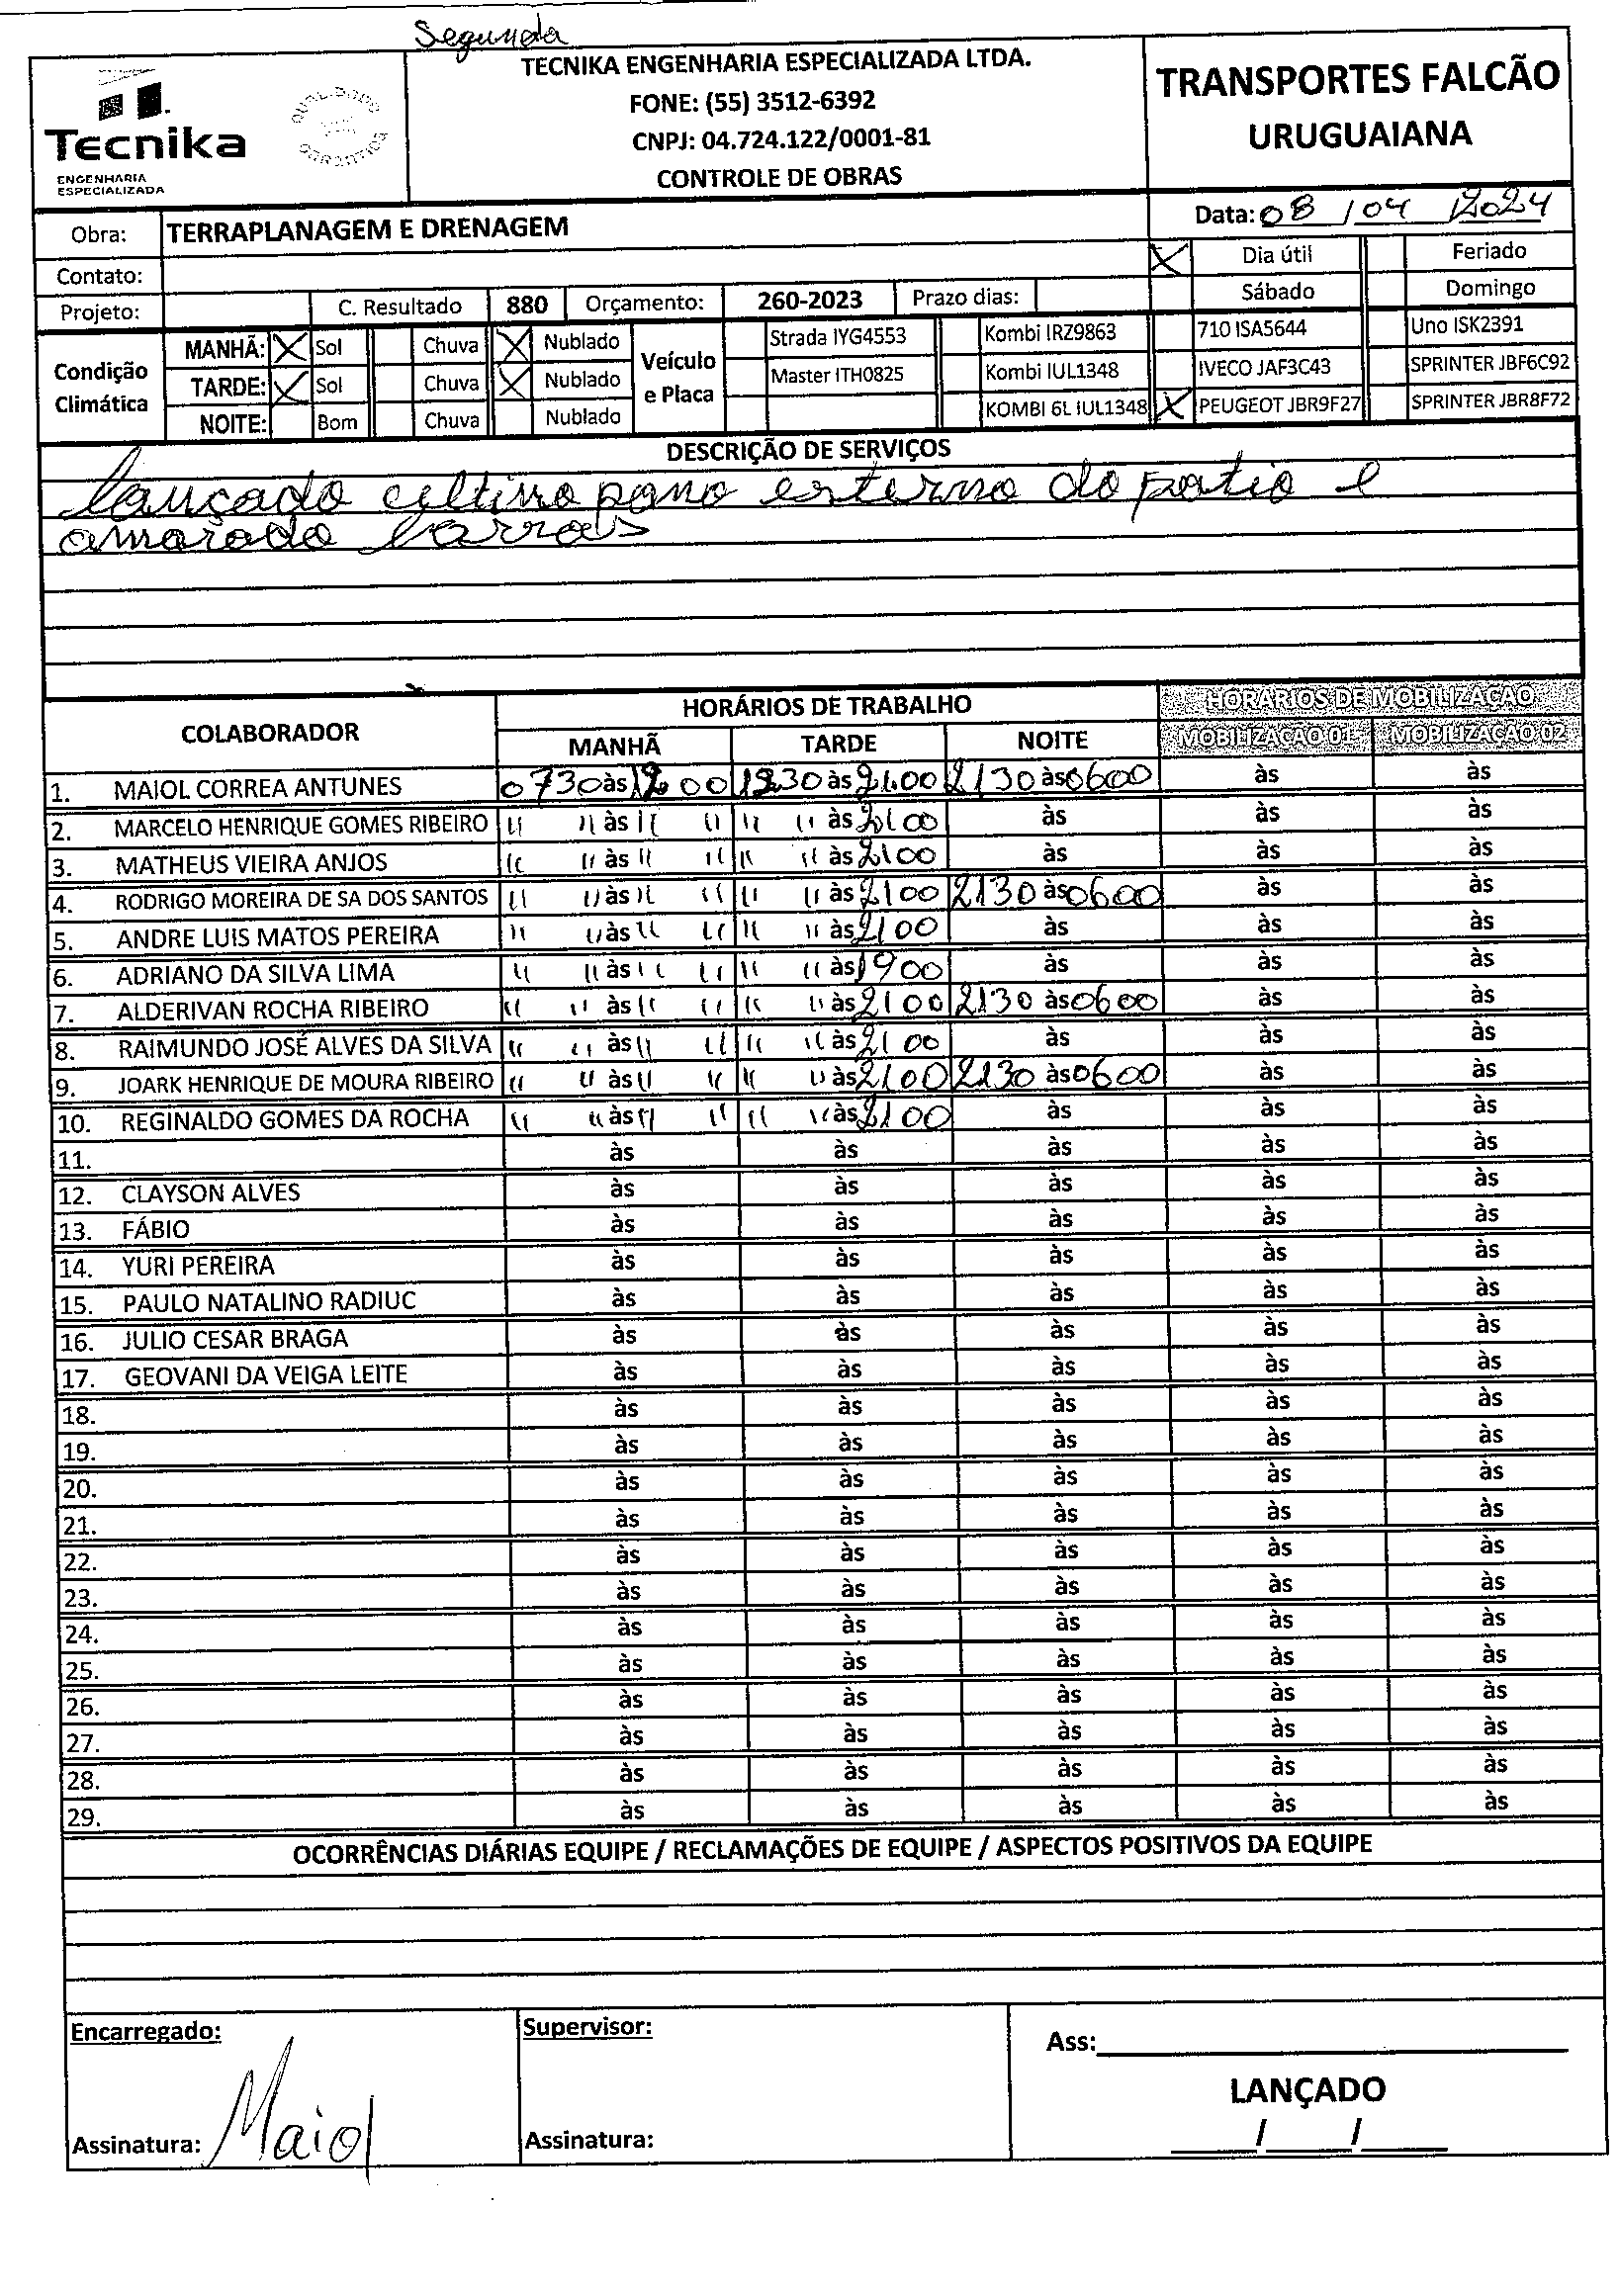 Segunda
Tecnika
ENGENHARIA
ESPECIALIZADA
TECNIKA ENGENHARIA ESPECIALIZADA LTDA.
FONE: (55) 3512-6392
CNPJ: 04.724.122/0001-81
CONTROLE DE OBRAS
TRANSPORTES FALCÃO
URUGUAIANA
Data: 08 / 04 / 2024
Obra: TERRAPLANAGEM E DRENAGEM
Contato:
X Dia útil Feriado
Sábado Domingo
Projeto: C. Resultado 880 Orçamento: 260-2023 Prazo dias:
Condição Climática
MANHÃ: X Sol Chuva X Nublado
TARDE: X Sol Chuva X Nublado
NOITE: Bom Chuva Nublado
Veículo e Placa
Strada IYG4553 Kombi IRZ9863 710 ISA5644 Uno ISK2391
Master ITH0825 Kombi IUL1348 IVECO JAF3C43 SPRINTER JBF6C92
KOMBI 6L IUL1348 X PEUGEOT JBR9F27 SPRINTER JBR8F72
DESCRIÇÃO DE SERVIÇOS
lançado pano esterno do patio e
amarado barras
COLABORADOR HORÁRIOS DE TRABALHO HORÁRIOS DE MOBILIZAÇÃO
MANHÃ TARDE NOITE MOBILIZAÇÃO 01 MOBILIZAÇÃO 02
1. MAIOL CORREA ANTUNES 0730 às 1200 1330 às 2100 2130 às 0600 às às
2. MARCELO HENRIQUE GOMES RIBEIRO " " às " " " " às 2100 às às às
3. MATHEUS VIEIRA ANJOS " " às " " " " às 2100 às às às
4. RODRIGO MOREIRA DE SA DOS SANTOS " " às " " " " às 2100 2130 às 0600 às às
5. ANDRE LUIS MATOS PEREIRA " " às " " " " às 2100 às às às
6. ADRIANO DA SILVA LIMA " " às " " " " às 1900 às às às
7. ALDERIVAN ROCHA RIBEIRO " " às " " " " às 2100 2130 às 0600 às às
8. RAIMUNDO JOSÉ ALVES DA SILVA " " às " " " " às 2100 às às às
9. JOARK HENRIQUE DE MOURA RIBEIRO " " às " " " " às 2100 2130 às 0600 às às
10. REGINALDO GOMES DA ROCHA " " às " " " " às 2100 às às às
11. às às às às às
12. CLAYSON ALVES às às às às às
13. FÁBIO às às às às às
14. YURI PEREIRA às às às às às
15. PAULO NATALINO RADIUC às às às às às
16. JULIO CESAR BRAGA às às às às às
17. GEOVANI DA VEIGA LEITE às às às às às
18. às às às às às
19. às às às às às
20. às às às às às
21. às às às às às
22. às às às às às
23. às às às às às
24. às às às às às
25. às às às às às
26. às às às às às
27. às às às às às
28. às às às às às
29. às às às às às
OCORRÊNCIAS DIÁRIAS EQUIPE / RECLAMAÇÕES DE EQUIPE / ASPECTOS POSITIVOS DA EQUIPE
Encarregado: Supervisor: Ass:
LANÇADO
Assinatura: Maiol Assinatura: / /